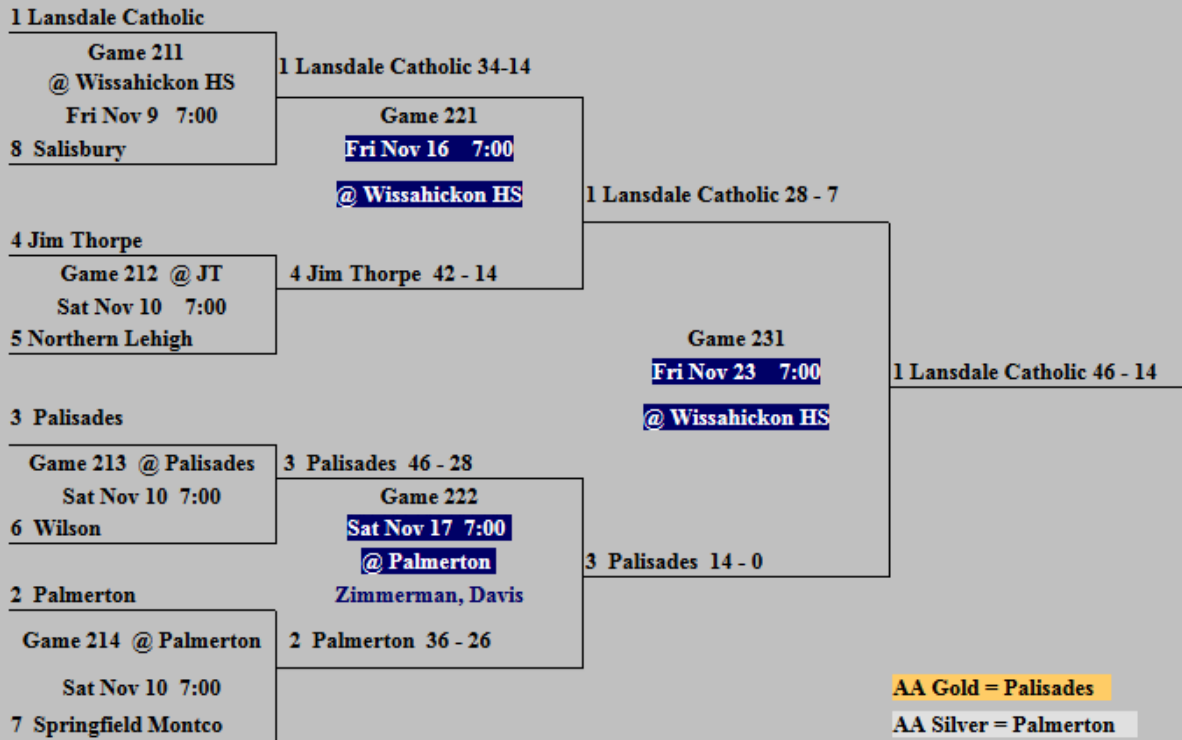 1 Lansdale Catholic
Game 211
@ Wissahickon HS
Fri Nov 9 7:00
8 Salisbury
1 Lansdale Catholic 34-14
Game 221
Fri Nov 16 7:00
@ Wissahickon HS
1 Lansdale Catholic 28 - 7
4 Jim Thorpe
Game 212 @ JT
Sat Nov 10 7:00
5 Northern Lehigh
4 Jim Thorpe 42 - 14
Game 231
Fri Nov 23 7:00
@ Wissahickon HS
1 Lansdale Catholic 46 - 14
3 Palisades
Game 213 @ Palisades
Sat Nov 10 7:00
6 Wilson
3 Palisades 46 - 28
Game 222
Sat Nov 17 7:00
@ Palmerton
Zimmerman, Davis
3 Palisades 14 - 0
2 Palmerton
Game 214 @ Palmerton
Sat Nov 10 7:00
7 Springfield Montco
2 Palmerton 36 - 26
AA Gold = Palisades
AA Silver = Palmerton